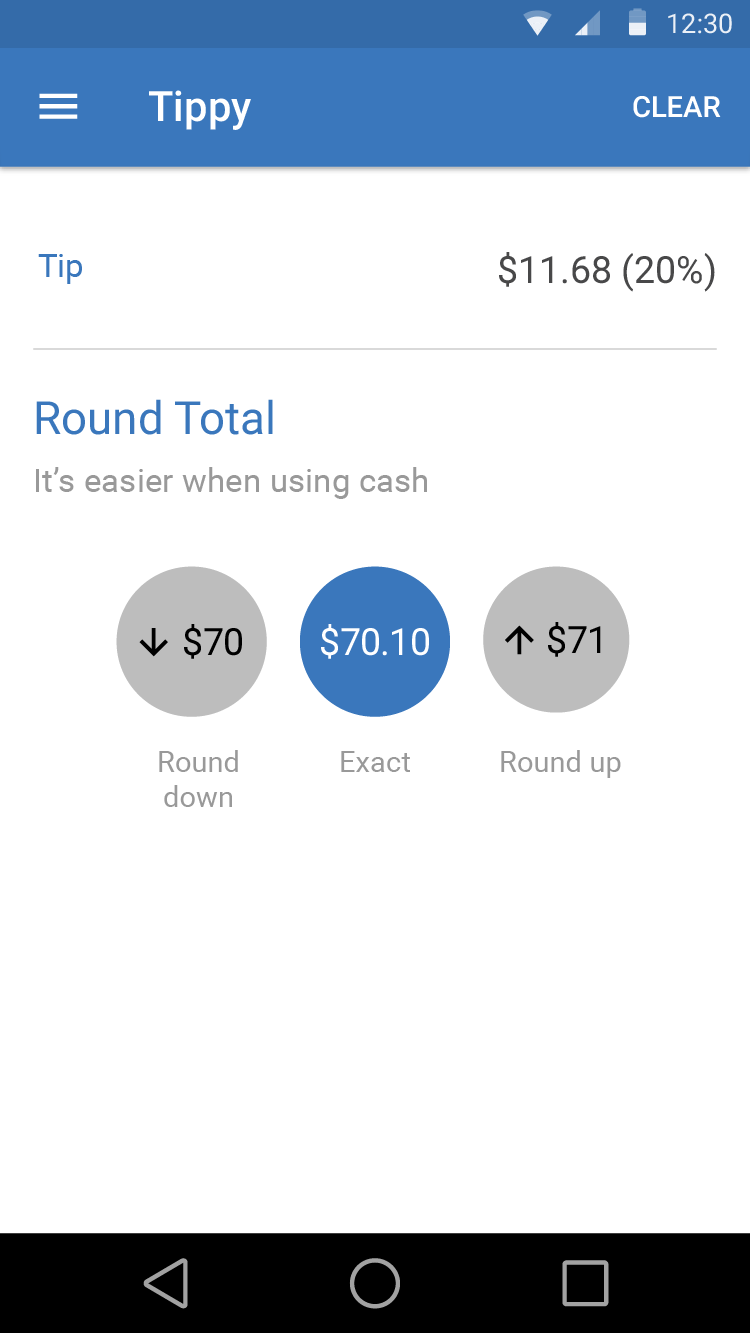 12:30
Tippy
CLEAR
Tip
$11.68 (20%)
Round Total
It’s easier when using cash
$70
$70.10
$71
Round
down
Exact
Round up